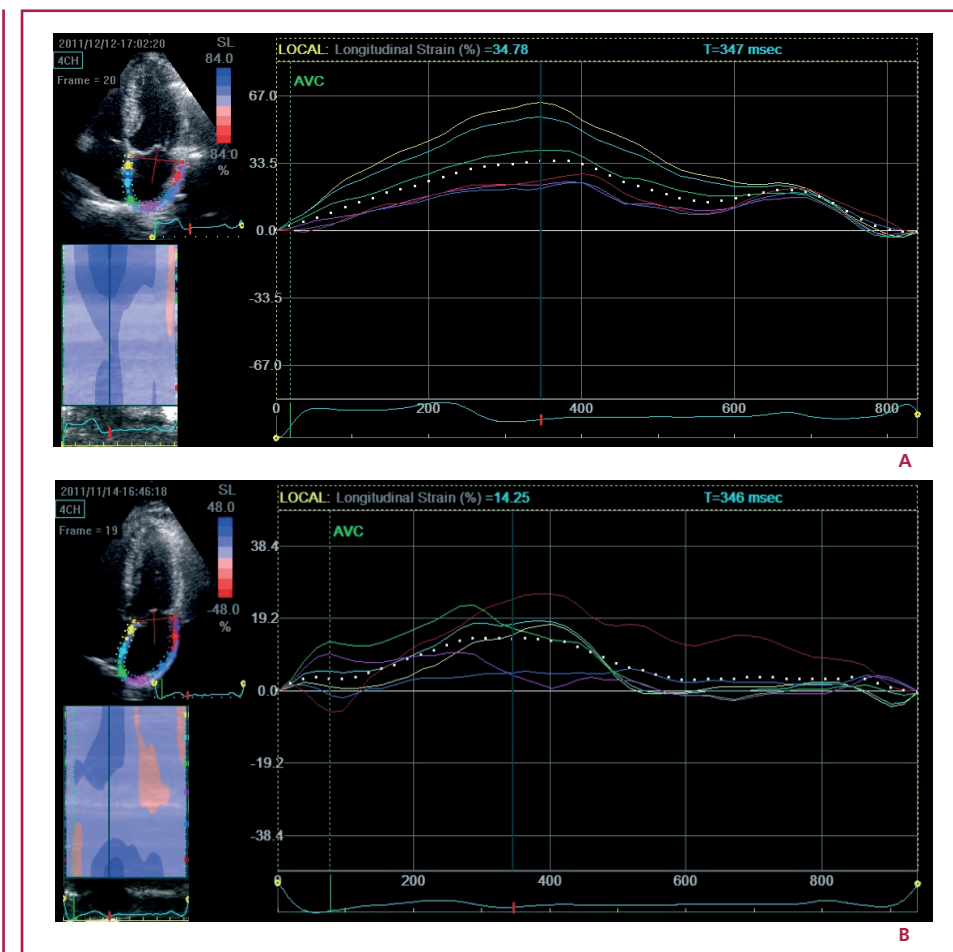 2011/12/12-17:02:20
SL
84.0
4CH
Frame = 20
84.0
%
LOCAL: Longitudinal Strain (%) =34.78
T=347 msec
AVC
67.0
33.5
0.0
-33.5
-67.0
0 200 400 600 800
A
2011/11/14-16:46:18
SL
48.0
4CH
Frame = 19
-48.0
%
LOCAL: Longitudinal Strain (%) =14.25
T=346 msec
AVC
38.4
19.2
0.0
-19.2
-38.4
0 200 400 600 800
B